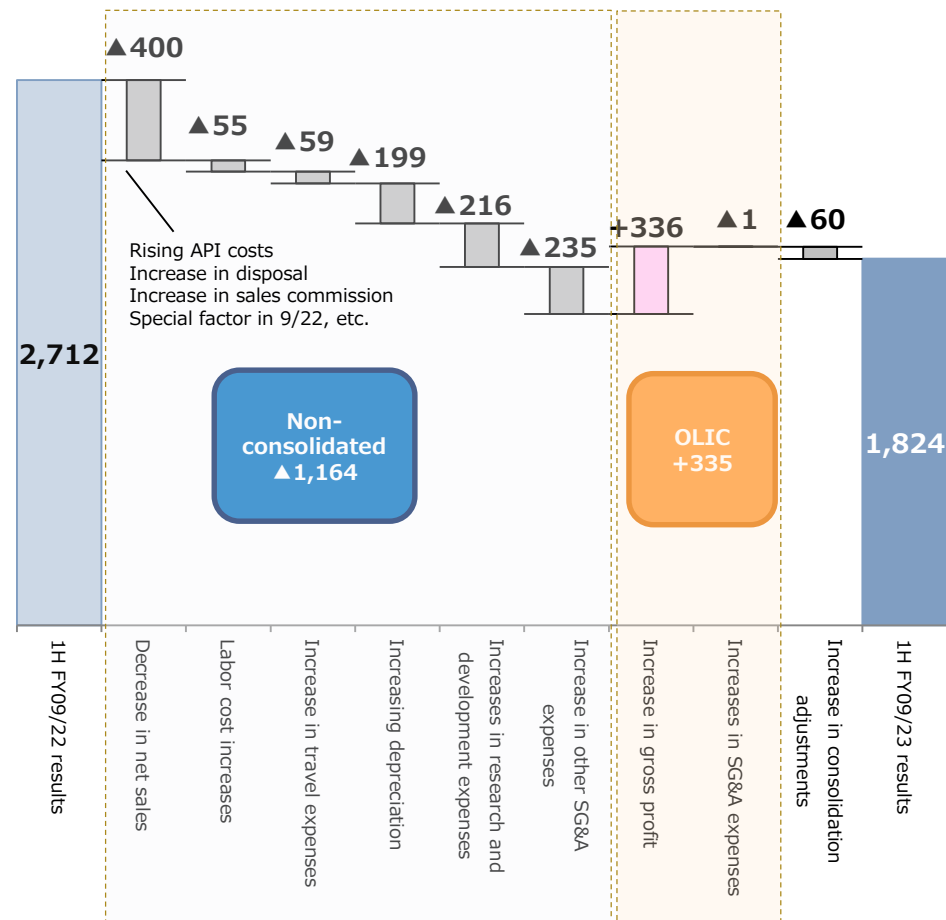 ▲400
▲55
▲59
▲199
▲216
▲235
+336
▲1
▲60
Rising API costs
Increase in disposal
Increase in sales commission
Special factor in 9/22, etc.
2,712
Non-
consolidated
▲1,164
OLIC
+335
1,824
1H FY09/22 results
Decrease in net sales
Labor cost increases
Increase in travel expenses
Increasing depreciation
Increases in research and
development expenses
Increase in other SG&A
expenses
Increase in gross profit
Increases in SG&A expenses
Increase in consolidation
adjustments
1H FY09/23 results